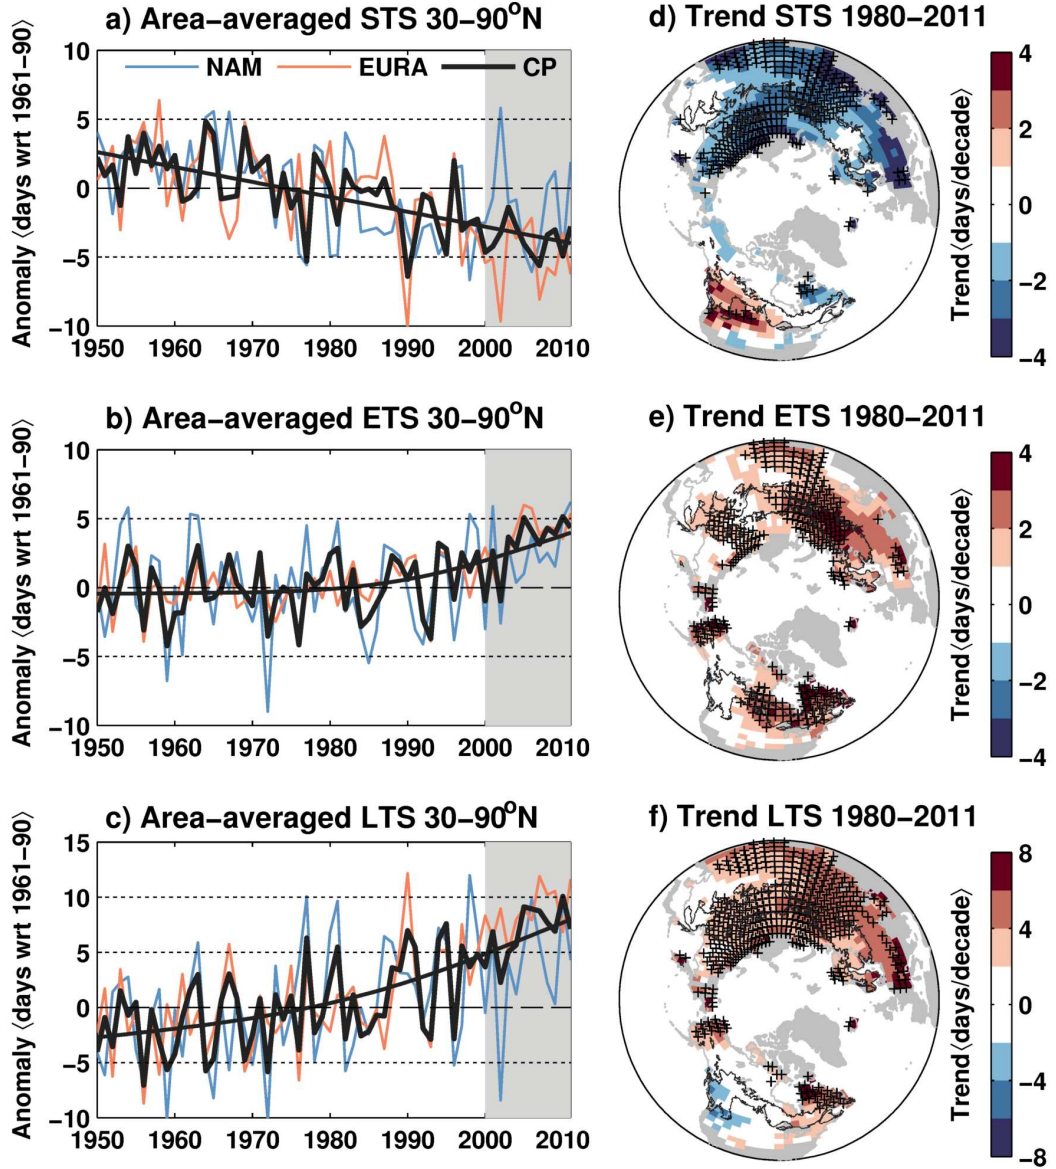 a) Area-averaged STS 30-90°N
Anomaly ⟨days wrt 1961-90⟩
10
5
0
-5
-10
NAM EURA CP
1950 1960 1970 1980 1990 2000 2010
d) Trend STS 1980-2011
Trend⟨days/decade⟩
4
2
0
-2
-4
b) Area-averaged ETS 30-90°N
Anomaly ⟨days wrt 1961-90⟩
10
5
0
-5
-10
1950 1960 1970 1980 1990 2000 2010
e) Trend ETS 1980-2011
Trend⟨days/decade⟩
4
2
0
-2
-4
c) Area-averaged LTS 30-90°N
Anomaly ⟨days wrt 1961-90⟩
15
10
5
0
-5
-10
1950 1960 1970 1980 1990 2000 2010
f) Trend LTS 1980-2011
Trend⟨days/decade⟩
8
4
0
-4
-8